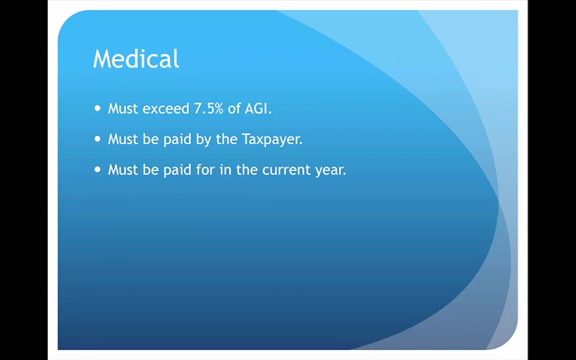 Medical
• Must exceed 7.5% of AGI.
• Must be paid by the Taxpayer.
• Must be paid for in the current year.